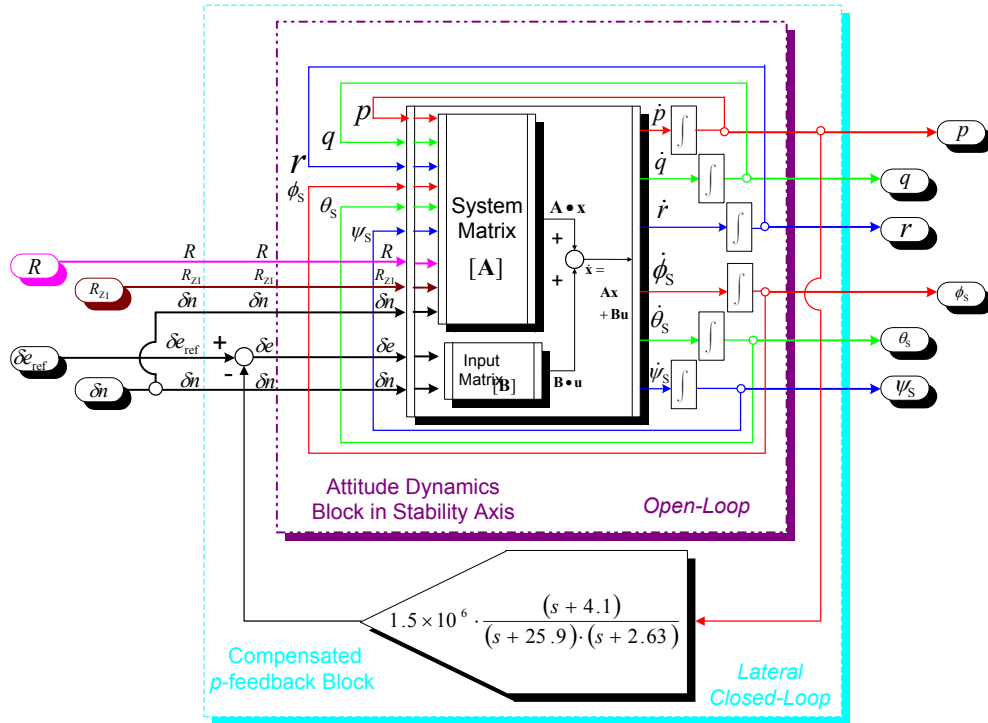 p
q
r
ϕS
θS
ψS
System
Matrix
[A]
A • x
+
+
ẋ =
Ax
+ Bu
Input
Matrix
[B]
B • u
ṗ
∫
p
q̇
∫
q
ṙ
∫
r
ϕ̇S
∫
ϕS
θ̇S
∫
θS
ψ̇S
∫
ψS
R
R
R
R
RZ1
RZ1
RZ1
RZ1
δn
δn
δn
δeref
δeref
+
-
δe
δe
δn
δn
δn
δn
Attitude Dynamics
Block in Stability Axis
Open-Loop
1.5 × 10^6 · (s + 4.1) / ((s + 25.9) · (s + 2.63))
Compensated
p-feedback Block
Lateral
Closed-Loop